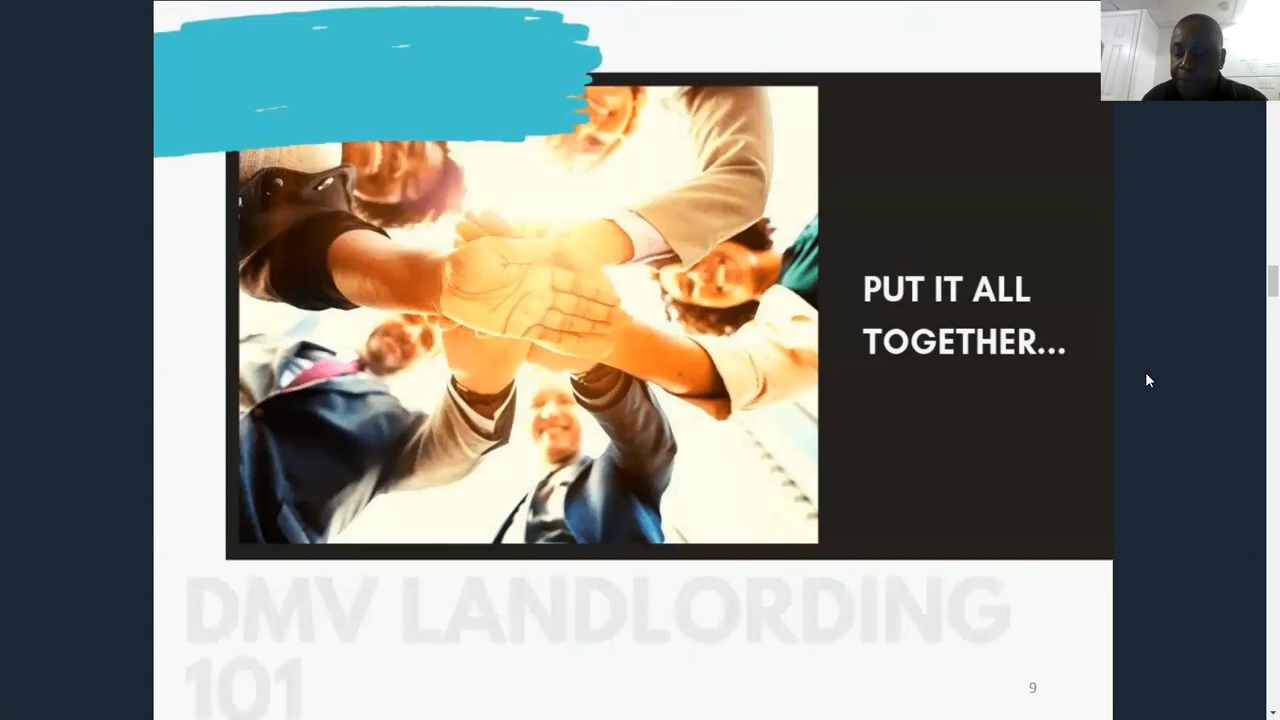 PUT IT ALL
TOGETHER...
DMV LANDLORDING
101
9